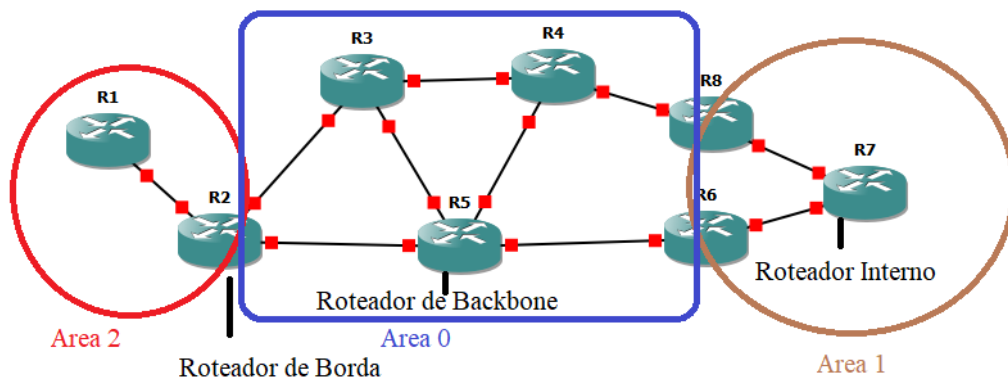 R3
R4
R1
R8
R7
R2
R5
R6
Roteador Interno
Roteador de Backbone
Area 2
Area 0
Roteador de Borda
Area 1